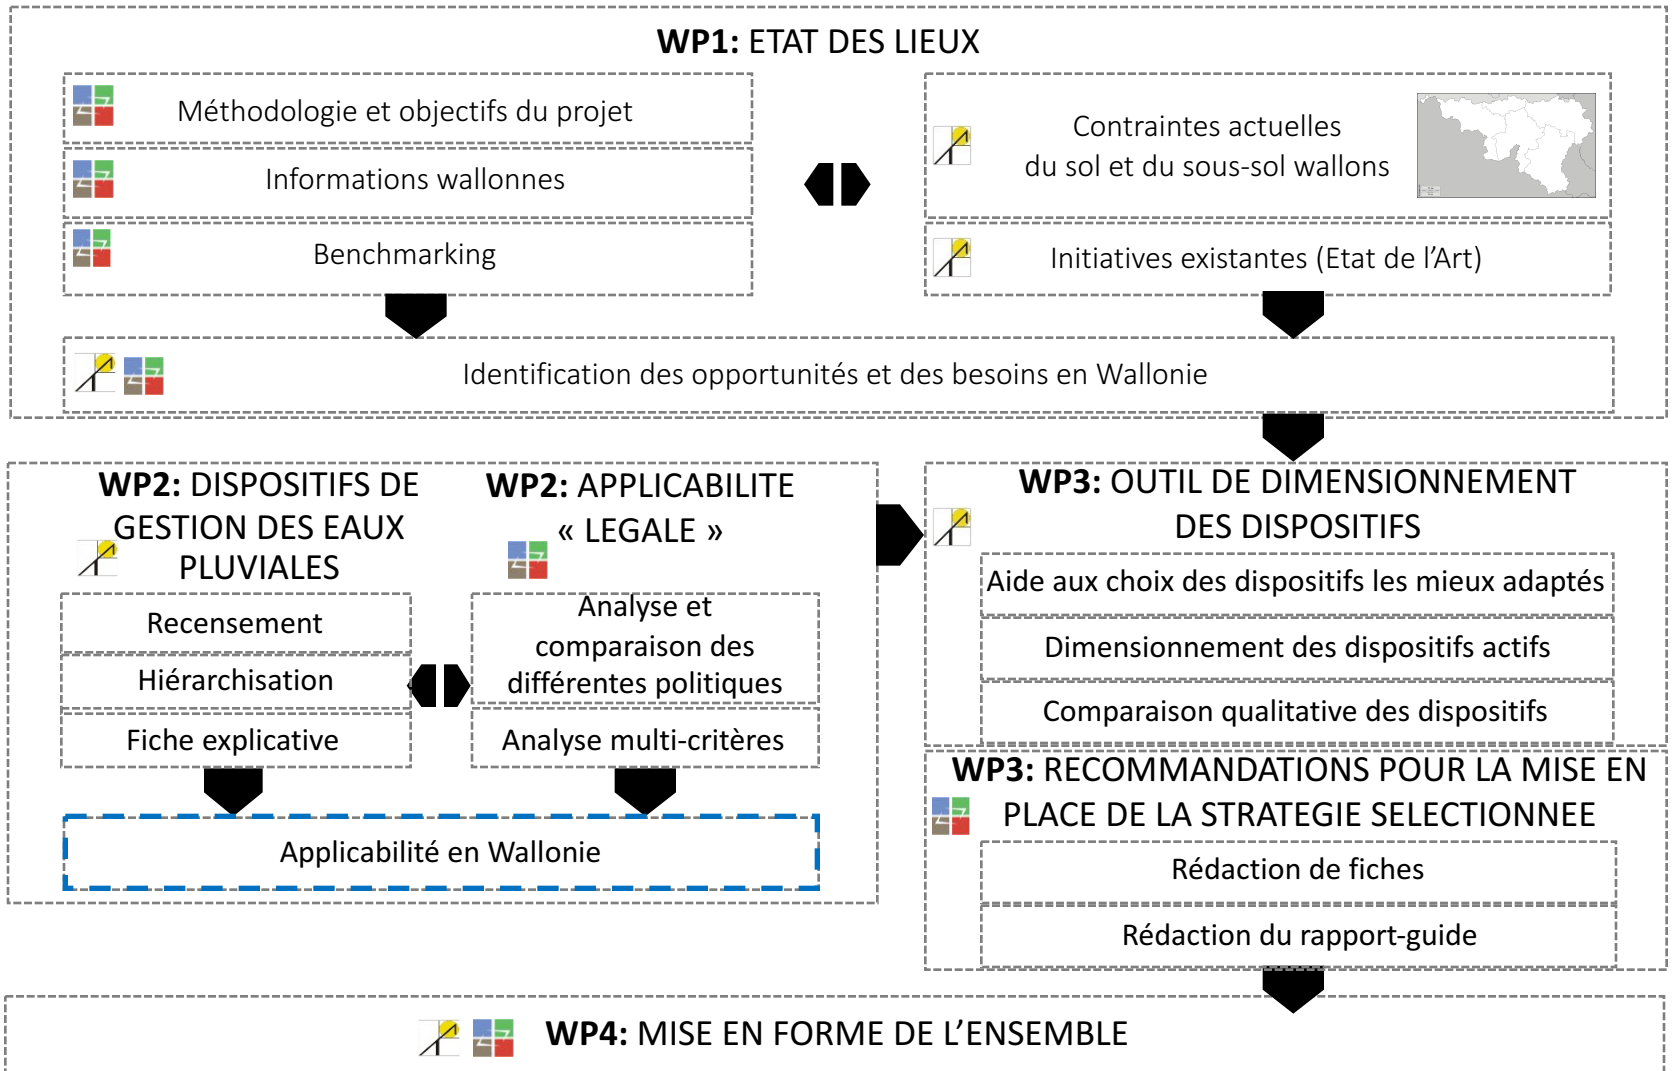 WP1: ETAT DES LIEUX
Méthodologie et objectifs du projet
Informations wallonnes
Benchmarking
Contraintes actuelles
du sol et du sous-sol wallons
Initiatives existantes (Etat de l’Art)
Identification des opportunités et des besoins en Wallonie
WP2: DISPOSITIFS DE
GESTION DES EAUX
PLUVIALES
Recensement
Hiérarchisation
Fiche explicative
WP2: APPLICABILITE
« LEGALE »
Analyse et
comparaison des
différentes politiques
Analyse multi-critères
Applicabilité en Wallonie
WP3: OUTIL DE DIMENSIONNEMENT
DES DISPOSITIFS
Aide aux choix des dispositifs les mieux adaptés
Dimensionnement des dispositifs actifs
Comparaison qualitative des dispositifs
WP3: RECOMMANDATIONS POUR LA MISE EN
PLACE DE LA STRATEGIE SELECTIONNEE
Rédaction de fiches
Rédaction du rapport-guide
WP4: MISE EN FORME DE L’ENSEMBLE